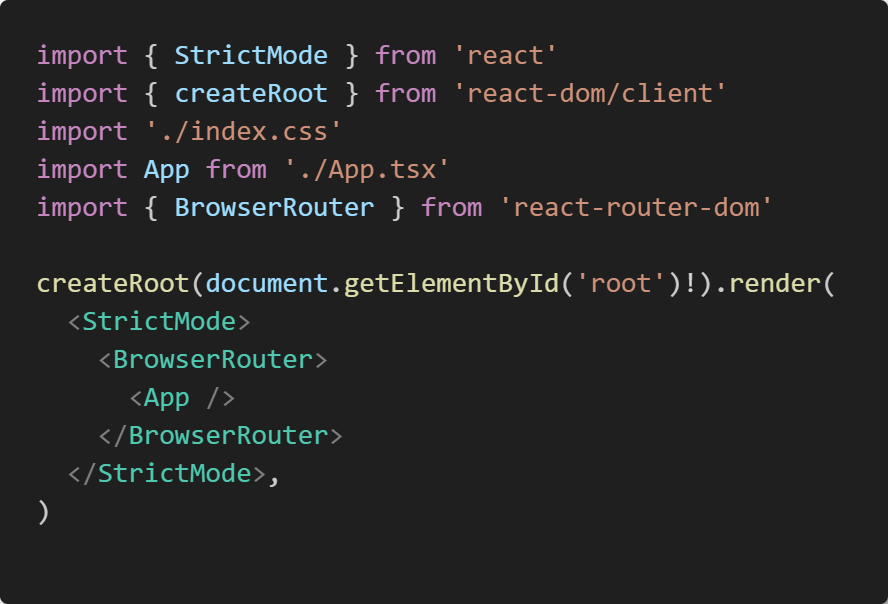 import { StrictMode } from 'react'
import { createRoot } from 'react-dom/client'
import './index.css'
import App from './App.tsx'
import { BrowserRouter } from 'react-router-dom'

createRoot(document.getElementById('root')!).render(
  <StrictMode>
    <BrowserRouter>
      <App />
    </BrowserRouter>
  </StrictMode>,
)